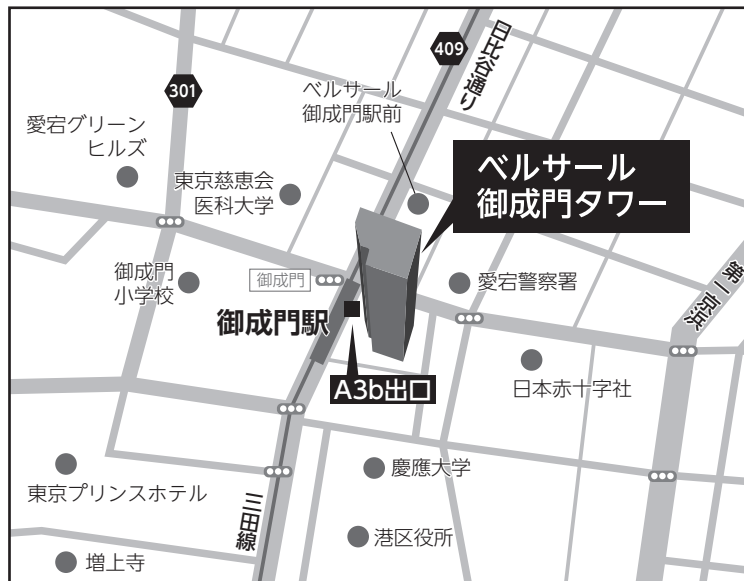 409
日比谷通り
301
ベルサール
御成門駅前
愛宕グリーン
ヒルズ
東京慈恵会
医科大学
ベルサール
御成門タワー
御成門
小学校
御成門
愛宕警察署
第一京浜
御成門駅
A3b出口
日本赤十字社
東京プリンスホテル
三田線
慶應大学
港区役所
増上寺